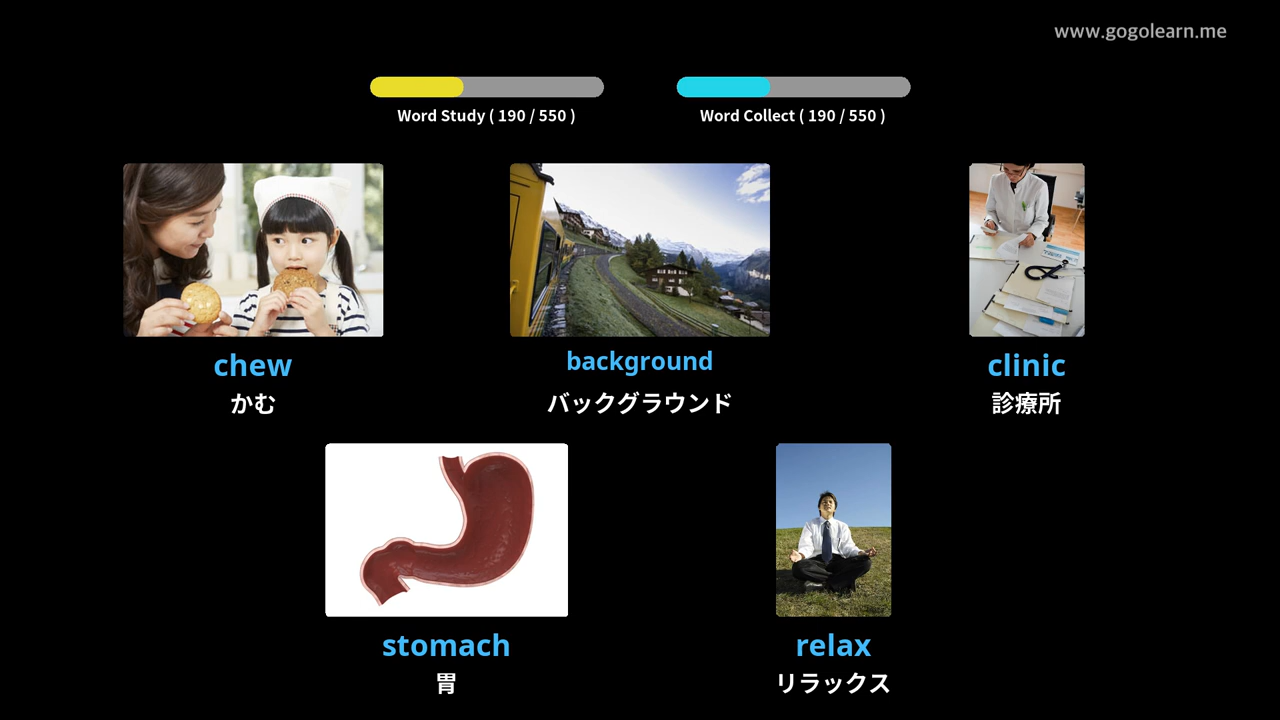 www.gogolearn.me
Word Study ( 190 / 550 )
Word Collect ( 190 / 550 )
chew
かむ
background
バックグラウンド
clinic
診療所
stomach
胃
relax
リラックス